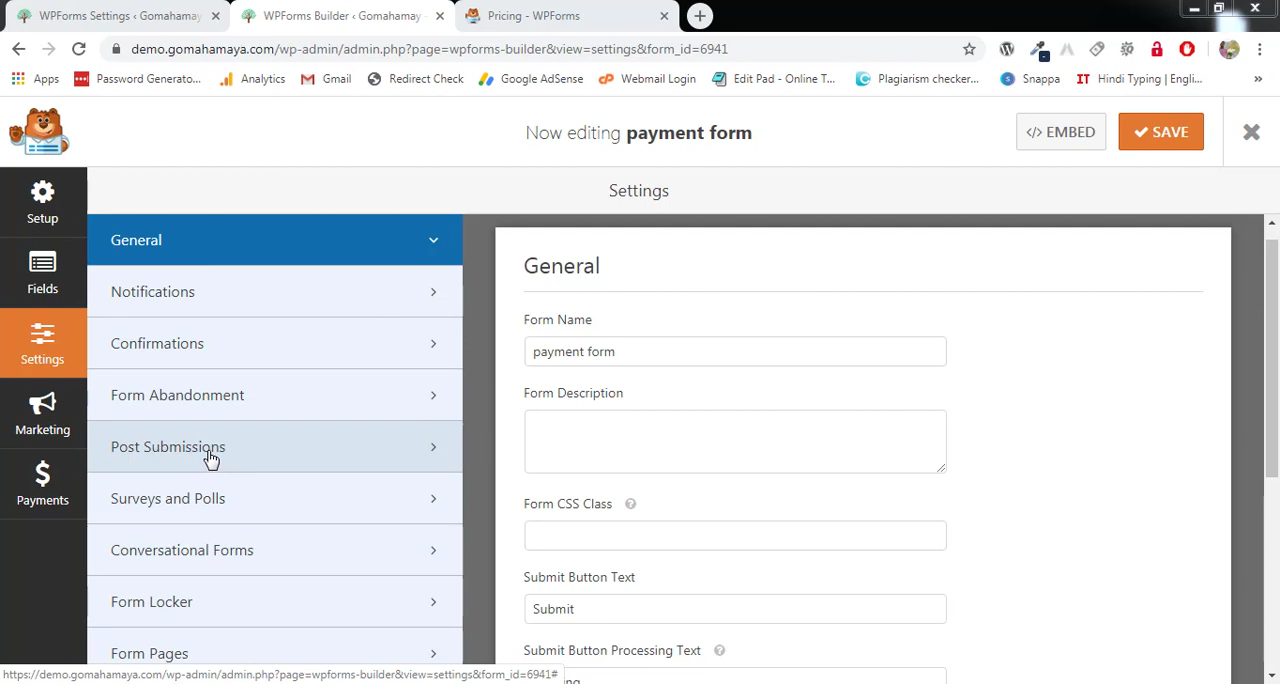 WPForms Settings ‹ Gomahamay
WPForms Builder ‹ Gomahamay
Pricing - WPForms
demo.gomahamaya.com/wp-admin/admin.php?page=wpforms-builder&view=settings&form_id=6941
Apps
Password Generato...
Analytics
Gmail
Redirect Check
Google AdSense
Webmail Login
Edit Pad - Online T...
Plagiarism checker...
Snappa
IT Hindi Typing | Engli...
»
Now editing payment form
</> EMBED
SAVE
Settings
Setup
Fields
Settings
Marketing
Payments
General
Notifications
Confirmations
Form Abandonment
Post Submissions
Surveys and Polls
Conversational Forms
Form Locker
Form Pages
General
Form Name
payment form
Form Description
Form CSS Class
Submit Button Text
Submit
Submit Button Processing Text
https://demo.gomahamaya.com/wp-admin/admin.php?page=wpforms-builder&view=settings&form_id=6941#